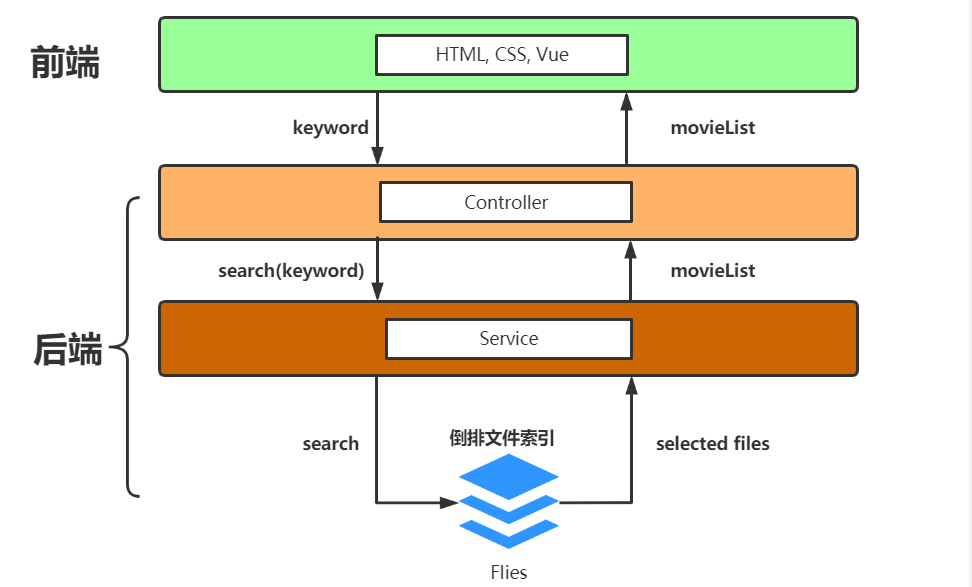 前端
HTML, CSS, Vue
keyword
movieList
Controller
search(keyword)
movieList
后端
Service
search
倒排文件索引
selected files
Flies